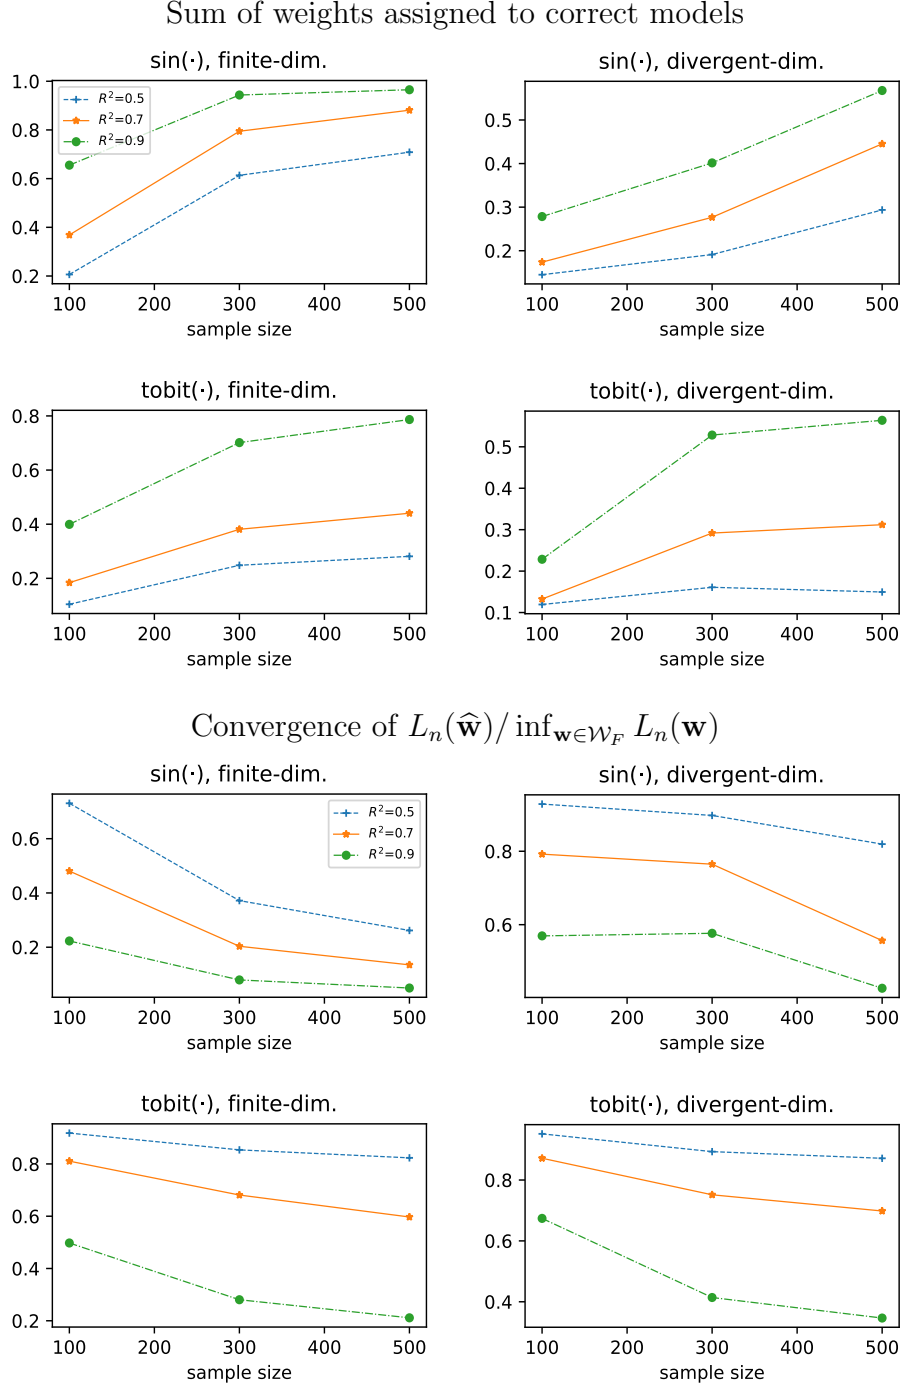 Sum of weights assigned to correct models
sin(·), finite-dim.
1.0
0.8
0.6
0.4
0.2
R²=0.5
R²=0.7
R²=0.9
100 200 300 400 500
sample size
sin(·), divergent-dim.
0.5
0.4
0.3
0.2
100 200 300 400 500
sample size
tobit(·), finite-dim.
0.8
0.6
0.4
0.2
100 200 300 400 500
sample size
tobit(·), divergent-dim.
0.5
0.4
0.3
0.2
0.1
100 200 300 400 500
sample size
Convergence of Lₙ(ŵ)/ inf_{w∈𝒲_F} Lₙ(w)
sin(·), finite-dim.
0.6
0.4
0.2
R²=0.5
R²=0.7
R²=0.9
100 200 300 400 500
sample size
sin(·), divergent-dim.
0.8
0.6
100 200 300 400 500
sample size
tobit(·), finite-dim.
0.8
0.6
0.4
0.2
100 200 300 400 500
sample size
tobit(·), divergent-dim.
0.8
0.6
0.4
100 200 300 400 500
sample size